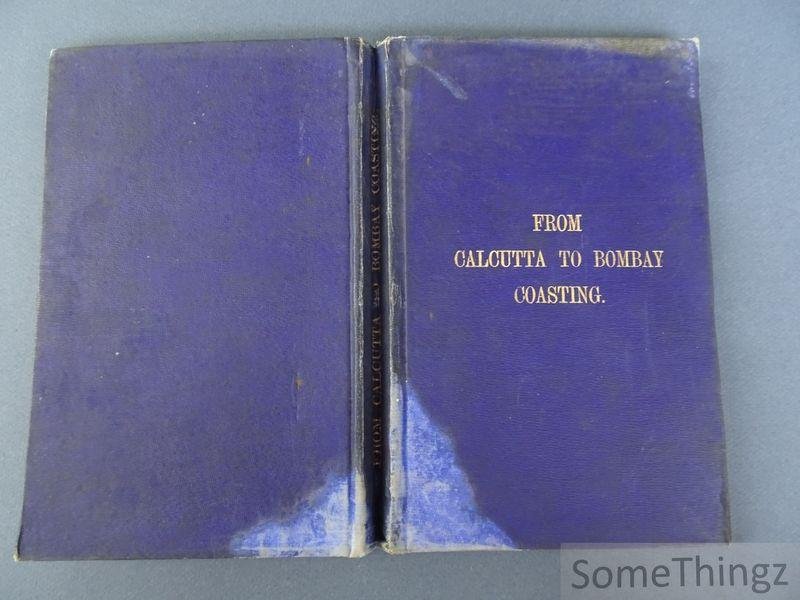 FROM CALCUTTA TO BOMBAY COASTING
FROM
CALCUTTA TO BOMBAY
COASTING.
SomeThingz